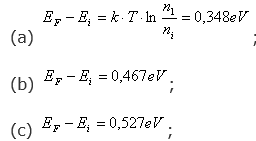 (a) E_F − E_i = k · T · ln n_1/n_i = 0,348eV ;
(b) E_F − E_i = 0,467eV ;
(c) E_F − E_i = 0,527eV ;